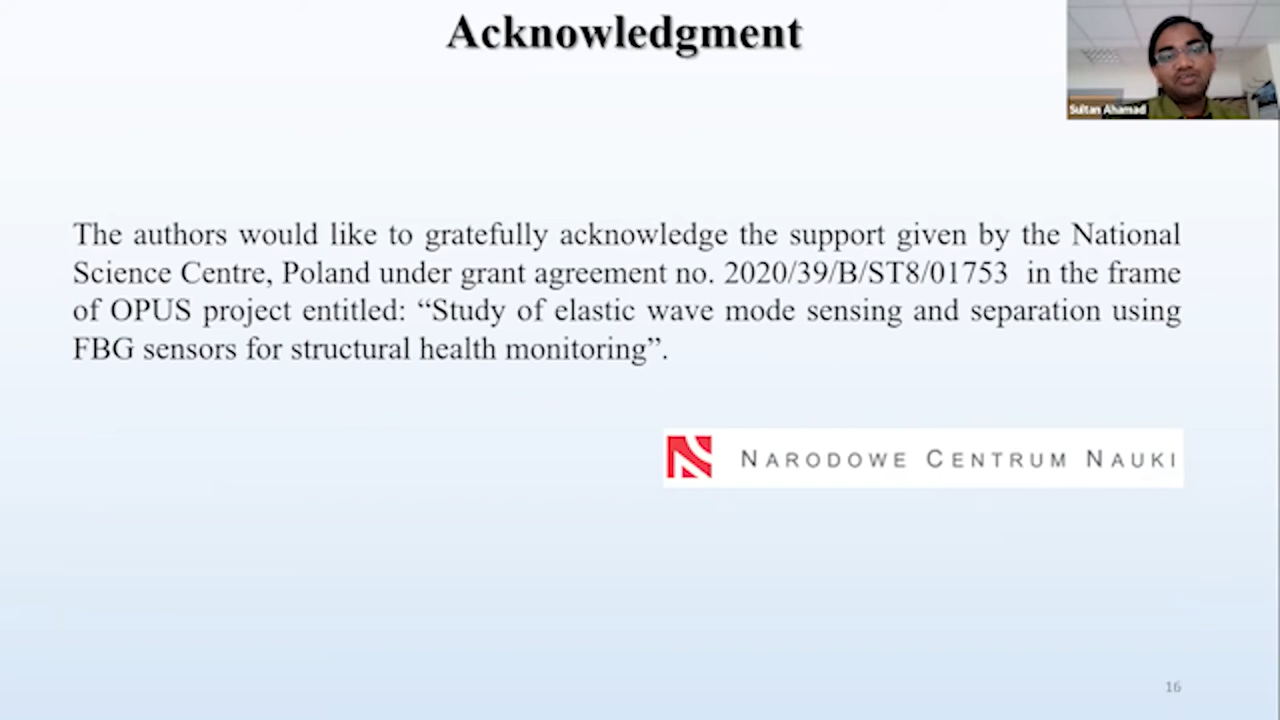 Acknowledgment
Sultan Ahamad
The authors would like to gratefully acknowledge the support given by the National
Science Centre, Poland under grant agreement no. 2020/39/B/ST8/01753 in the frame
of OPUS project entitled: “Study of elastic wave mode sensing and separation using
FBG sensors for structural health monitoring”.
NARODOWE CENTRUM NAUKI
16